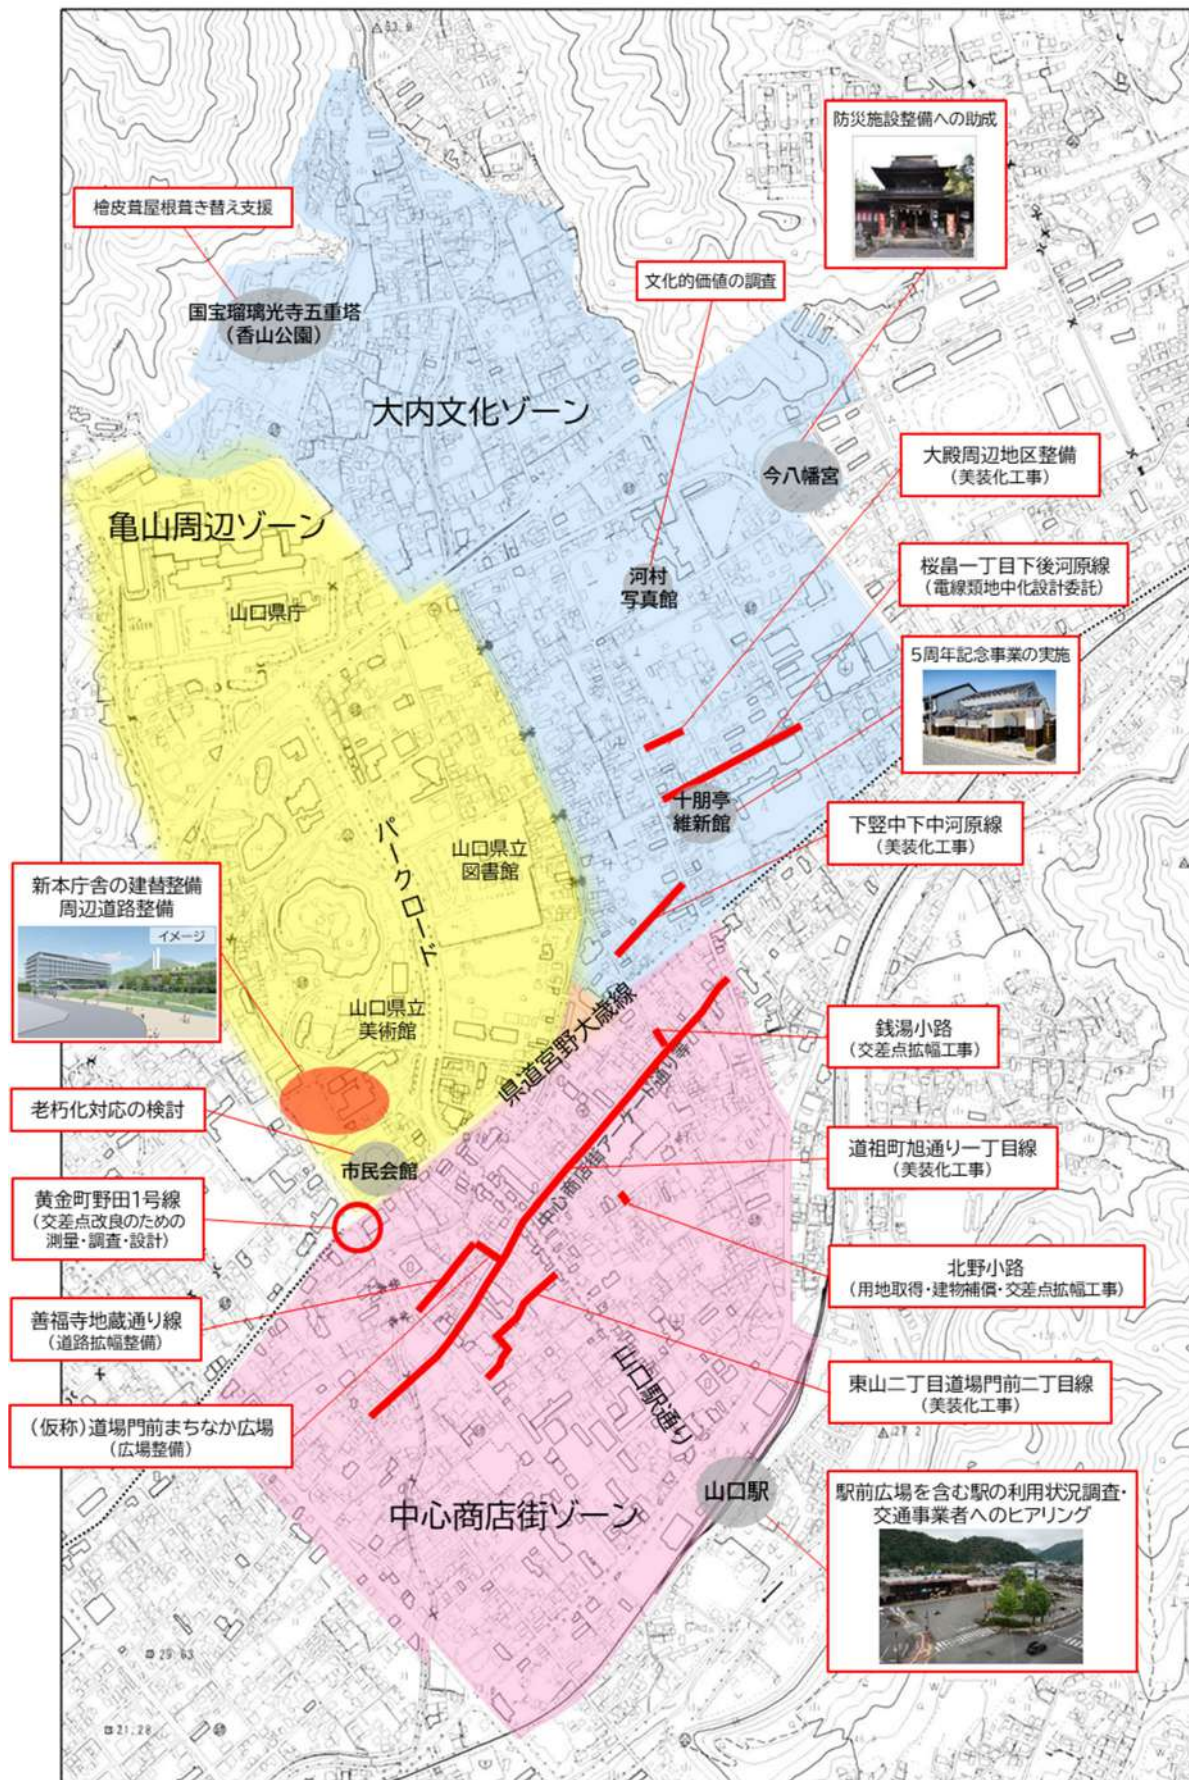 防災施設整備への助成
檜皮葺屋根葺き替え支援
文化的価値の調査
国宝瑠璃光寺五重塔
（香山公園）
大内文化ゾーン
今八幡宮
大殿周辺地区整備
（美装化工事）
亀山周辺ゾーン
桜畠一丁目下後河原線
（電線類地中化設計委託）
河村
写真館
山口県庁
5周年記念事業の実施
十朋亭
維新館
下竪中下中河原線
（美装化工事）
パークロード
山口県立
図書館
新本庁舎の建替整備
周辺道路整備
イメージ
山口県立
美術館
県道宮野大歳線
銭湯小路
（交差点拡幅工事）
老朽化対応の検討
中心商店街アーケード通り等
道祖町旭通り一丁目線
（美装化工事）
市民会館
黄金町野田1号線
（交差点改良のための
測量・調査・設計）
北野小路
（用地取得・建物補償・交差点拡幅工事）
善福寺地蔵通り線
（道路拡幅整備）
山口駅通り
東山二丁目道場門前二丁目線
（美装化工事）
（仮称）道場門前まちなか広場
（広場整備）
中心商店街ゾーン
山口駅
駅前広場を含む駅の利用状況調査・
交通事業者へのヒアリング